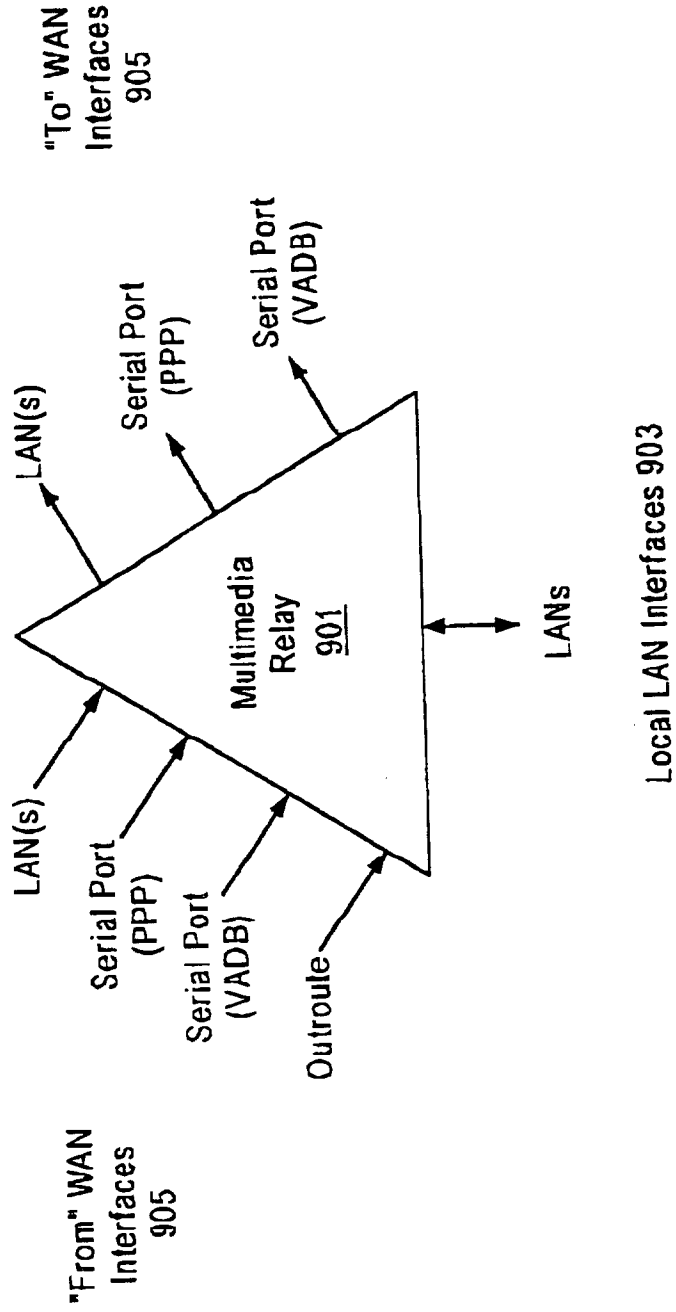 "From" WAN
Interfaces
905
"To" WAN
Interfaces
905
LAN(s)
Serial Port
(PPP)
Serial Port
(VADB)
Outroute
LAN(s)
Serial Port
(PPP)
Serial Port
(VADB)
Multimedia
Relay
901
LANs
Local LAN Interfaces 903